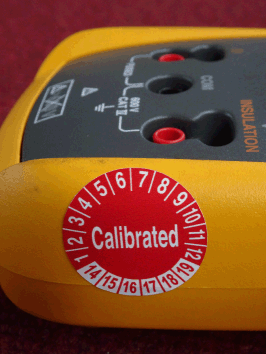 COM
600 V
CAT III
INSULATION
1 2 3 4 5 6 7 8 9 10 11 12
Calibrated
14 15 16 17 18 19